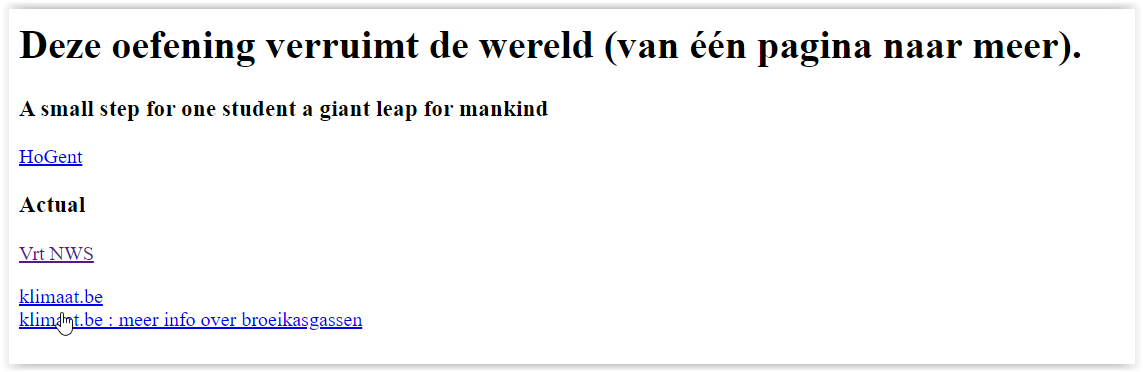 Deze oefening verruimt de wereld (van één pagina naar meer).
A small step for one student a giant leap for mankind
HoGent
Actual
Vrt NWS
klimaat.be
klimaat.be : meer info over broeikasgassen